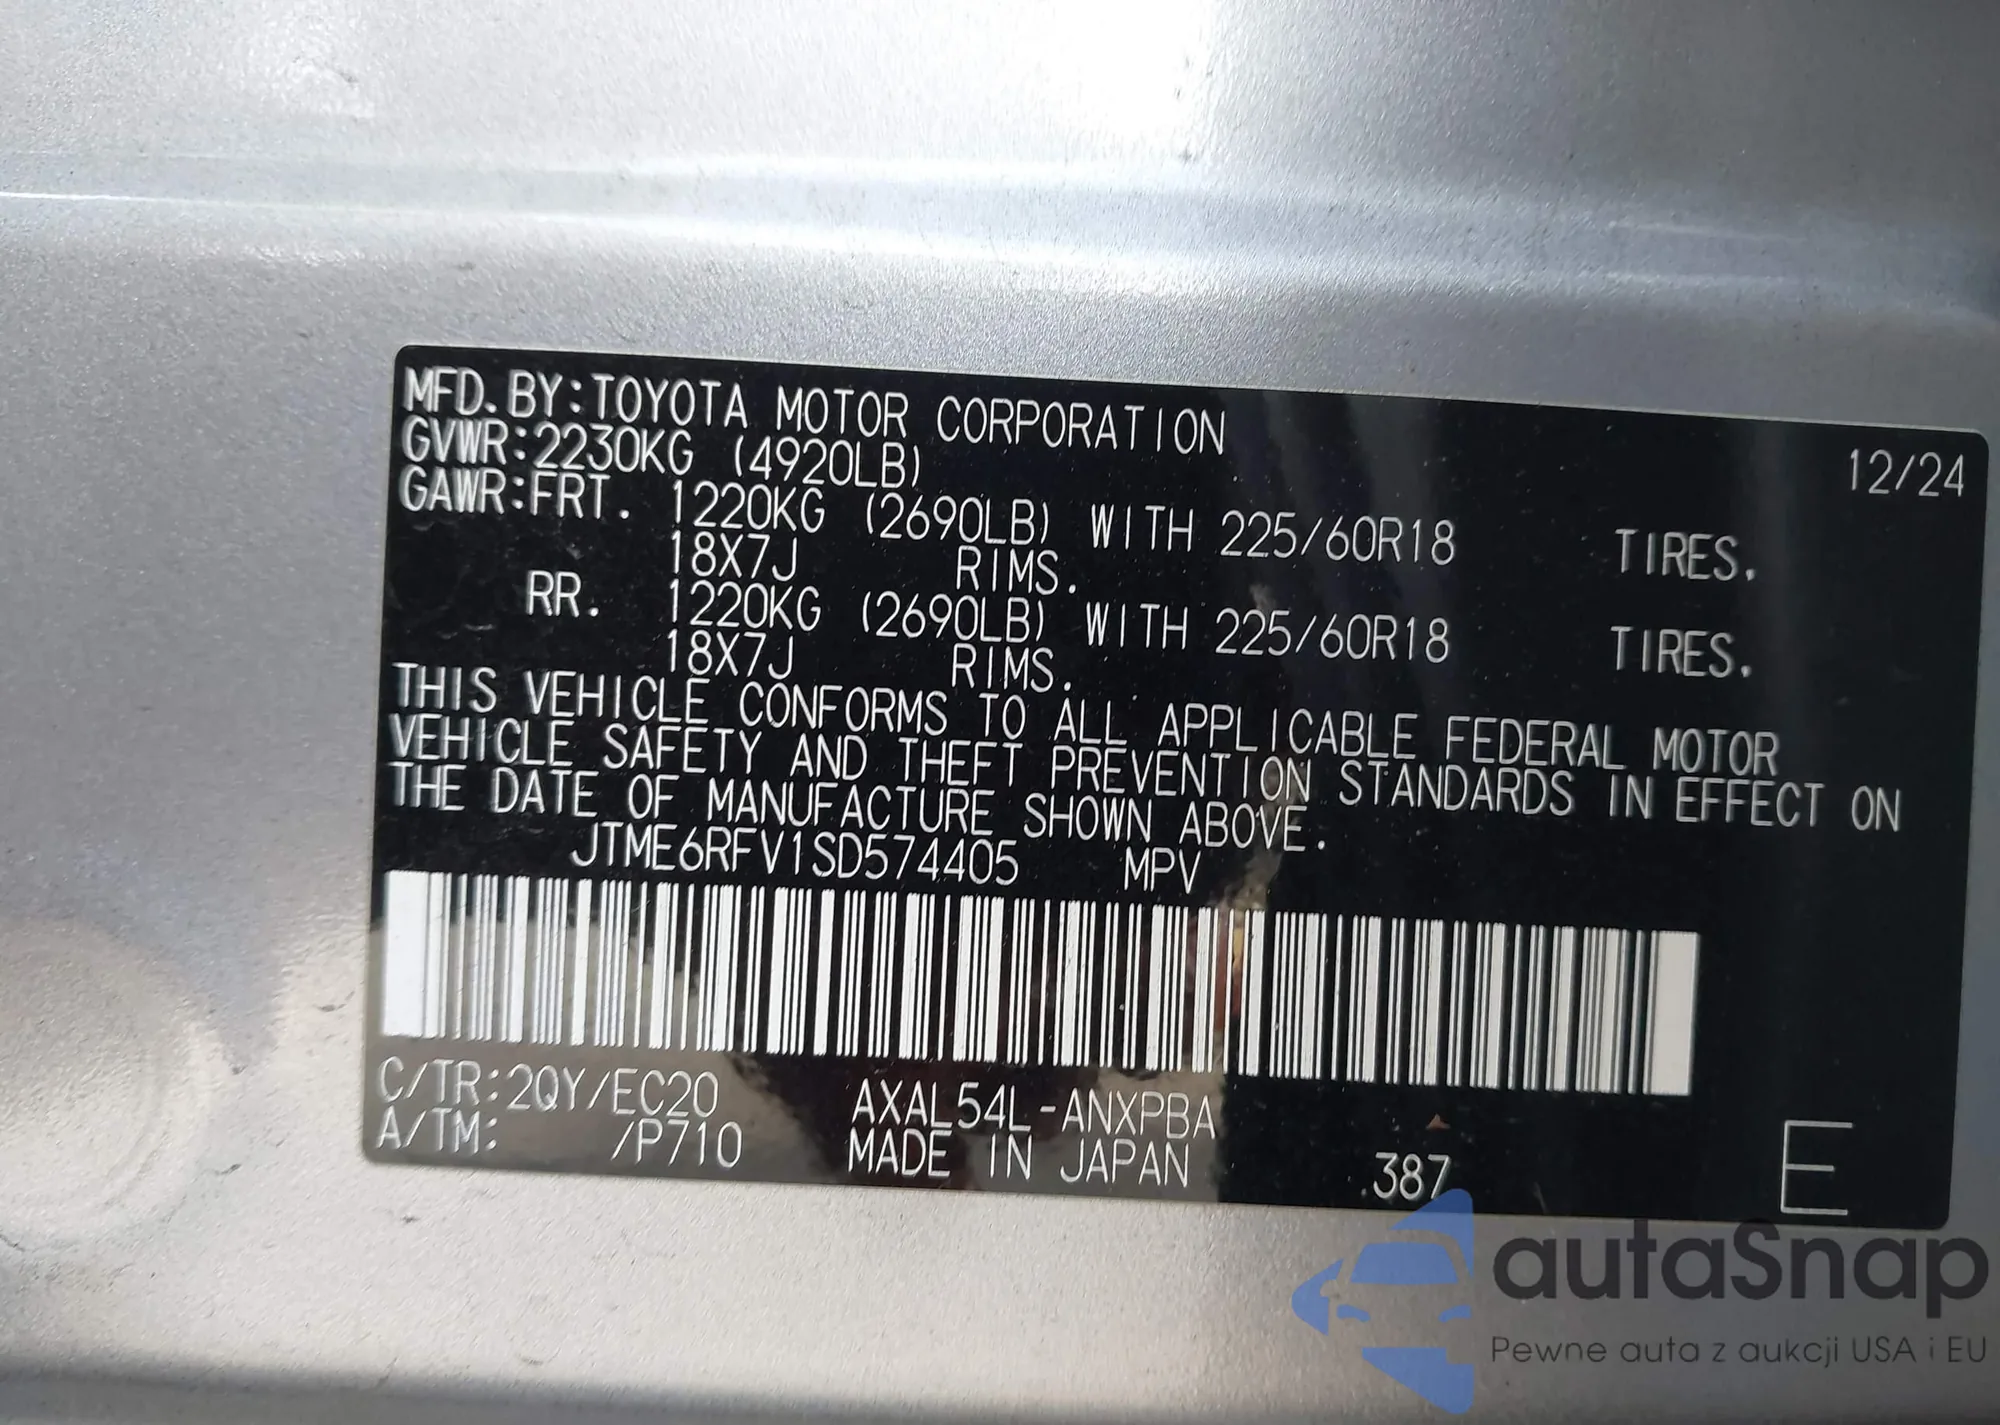 MFD. BY:TOYOTA MOTOR CORPORATION 12/24
GVWR:2230KG (4920LB)
GAWR:FRT. 1220KG (2690LB) WITH 225/60R18 TIRES.
18X7J RIMS.
RR. 1220KG (2690LB) WITH 225/60R18 TIRES.
18X7J RIMS.
THIS VEHICLE CONFORMS TO ALL APPLICABLE FEDERAL MOTOR
VEHICLE SAFETY AND THEFT PREVENTION STANDARDS IN EFFECT ON
THE DATE OF MANUFACTURE SHOWN ABOVE.
JTME6RFV1SD574405 MPV
C/TR:2QY/EC20 AXAL54L-ANXPBA
A/TM: /P710 MADE IN JAPAN .387 E
autaSnap
Pewne auta z aukcji USA i EU